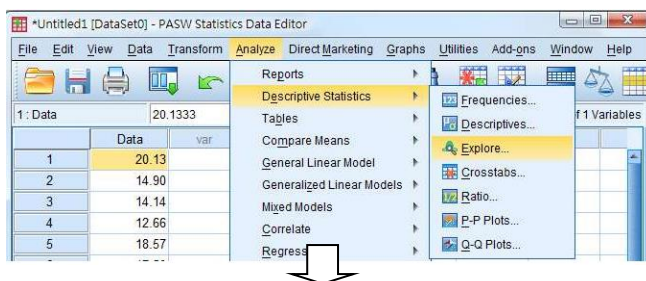 *Untitled1 [DataSet0] - PASW Statistics Data Editor
File Edit View Data Transform Analyze Direct Marketing Graphs Utilities Add-ons Window Help
1 : Data 20.1333
f 1 Variables
Data var
1 20.13
2 14.90
3 14.14
4 12.66
5 18.57
Reports
Descriptive Statistics
Tables
Compare Means
General Linear Model
Generalized Linear Models
Mixed Models
Correlate
Regress
Frequencies...
Descriptives...
Explore...
Crosstabs...
Ratio...
P-P Plots...
Q-Q Plots...